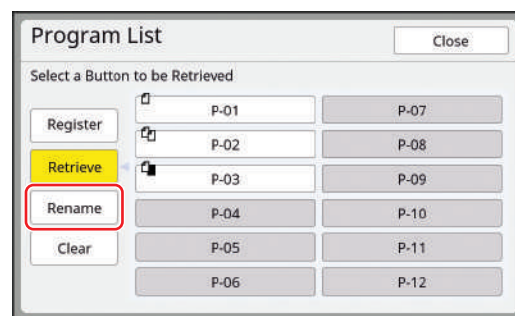 Program List
Close
Select a Button to be Retrieved
Register
Retrieve
Rename
Clear
P-01
P-02
P-03
P-04
P-05
P-06
P-07
P-08
P-09
P-10
P-11
P-12